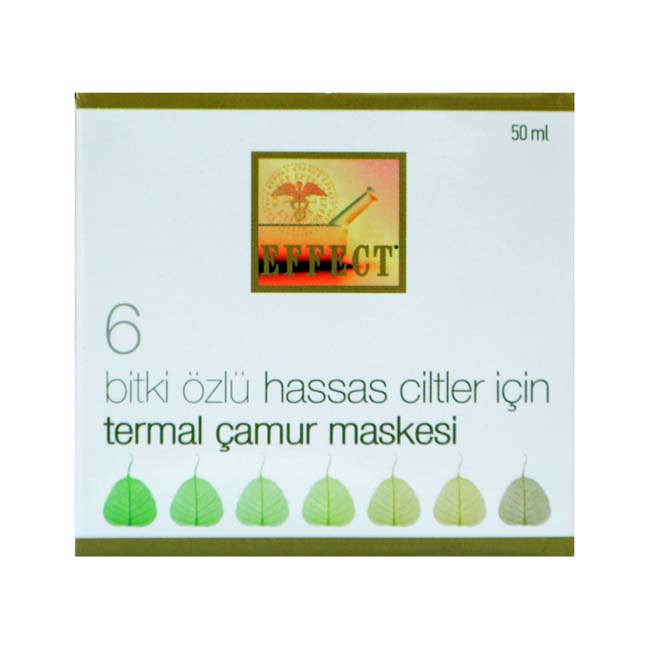 50 ml
EFFECT
6
bitki özlü hassas ciltler için
termal çamur maskesi